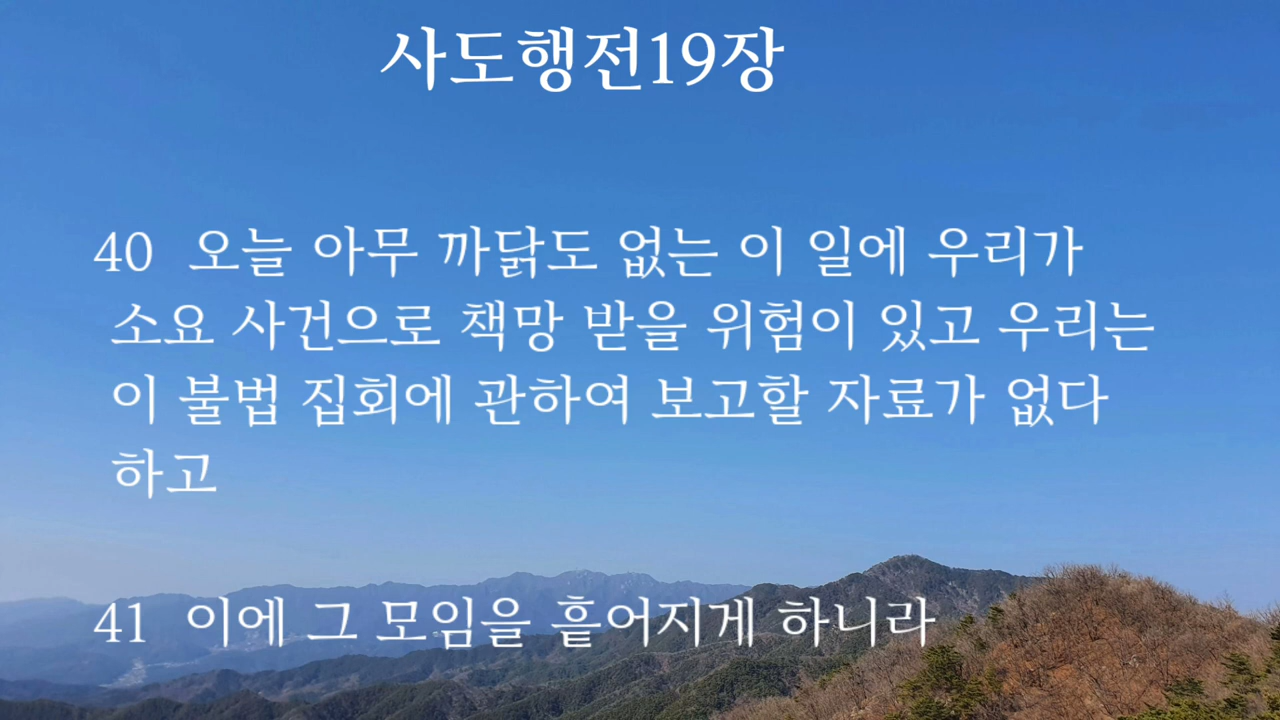 사도행전19장
40 오늘 아무 까닭도 없는 이 일에 우리가
소요 사건으로 책망 받을 위험이 있고 우리는
이 불법 집회에 관하여 보고할 자료가 없다
하고
41 이에 그 모임을 흩어지게 하니라